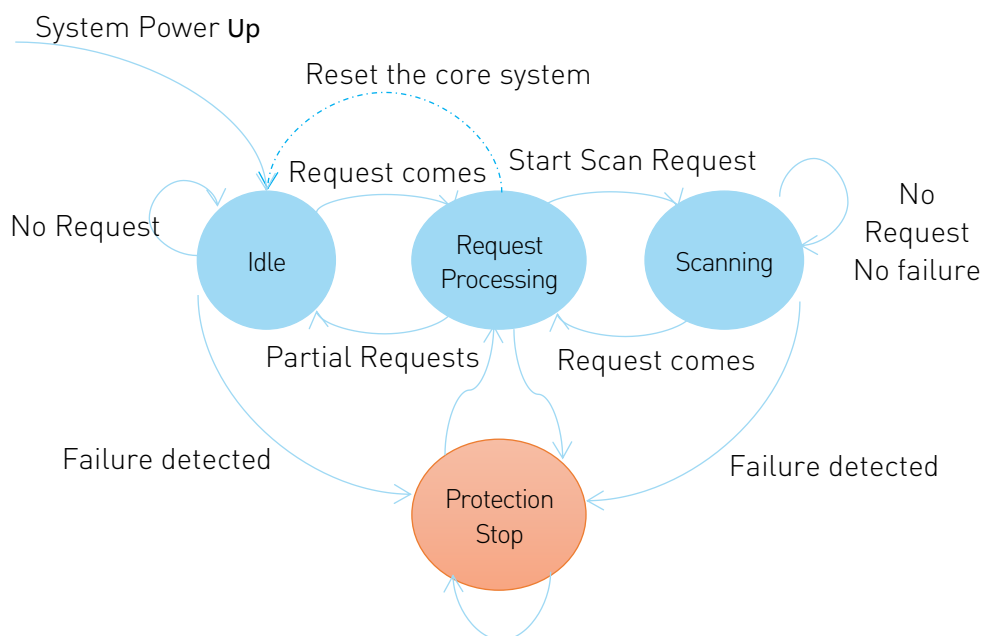 System Power Up
Reset the core system
Request comes
Start Scan Request
No Request
No
Request
No failure
Idle
Request
Processing
Scanning
Partial Requests
Request comes
Failure detected
Failure detected
Protection
Stop